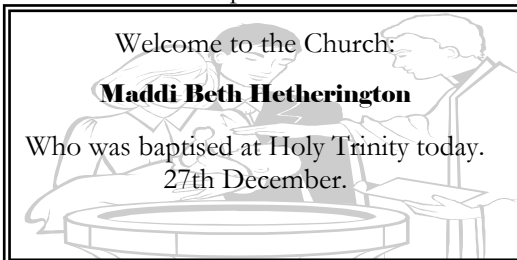 Welcome to the Church:
Maddi Beth Hetherington
Who was baptised at Holy Trinity today.
27th December.